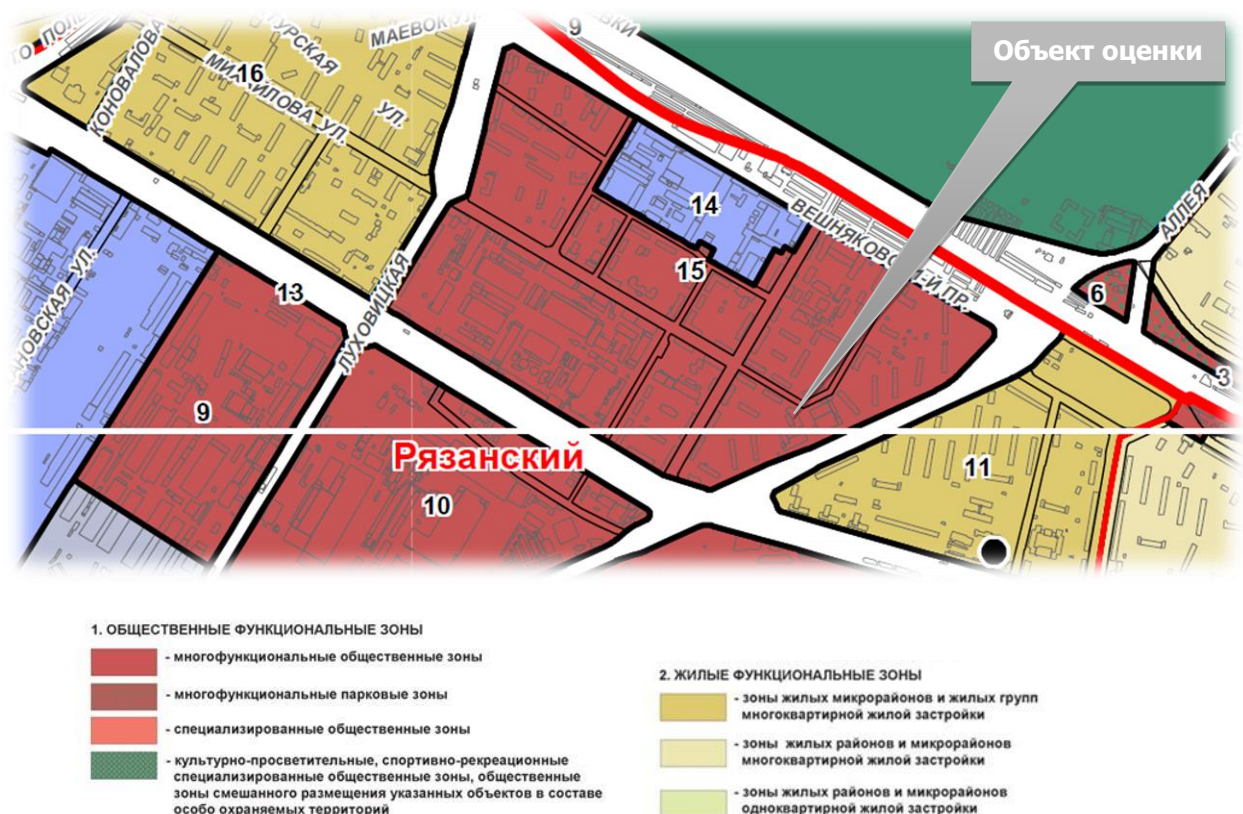 Объект оценки
МАЕВОК УЛ.
9
16
МИХАЙЛОВА УЛ.
УЛ.
КОНОВАЛОВА
14
ВЕШНЯКОВСКИЙ 1-Й ПР.
АЛЛЕЯ
15
13
6
ЛУХОВИЦКАЯ
УЛ.
3
9
Рязанский
10
11
1. ОБЩЕСТВЕННЫЕ ФУНКЦИОНАЛЬНЫЕ ЗОНЫ
- многофункциональные общественные зоны
- многофункциональные парковые зоны
- специализированные общественные зоны
- культурно-просветительные, спортивно-рекреационные
специализированные общественные зоны, общественные
зоны смешанного размещения указанных объектов в составе
особо охраняемых территорий
2. ЖИЛЫЕ ФУНКЦИОНАЛЬНЫЕ ЗОНЫ
- зоны жилых микрорайонов и жилых групп
многоквартирной жилой застройки
- зоны жилых районов и микрорайонов
многоквартирной жилой застройки
- зоны жилых районов и микрорайонов
одноквартирной жилой застройки